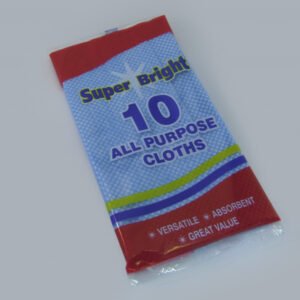 Super Bright
10
ALL PURPOSE
CLOTHS
* VERSATILE * ABSORBENT
* GREAT VALUE